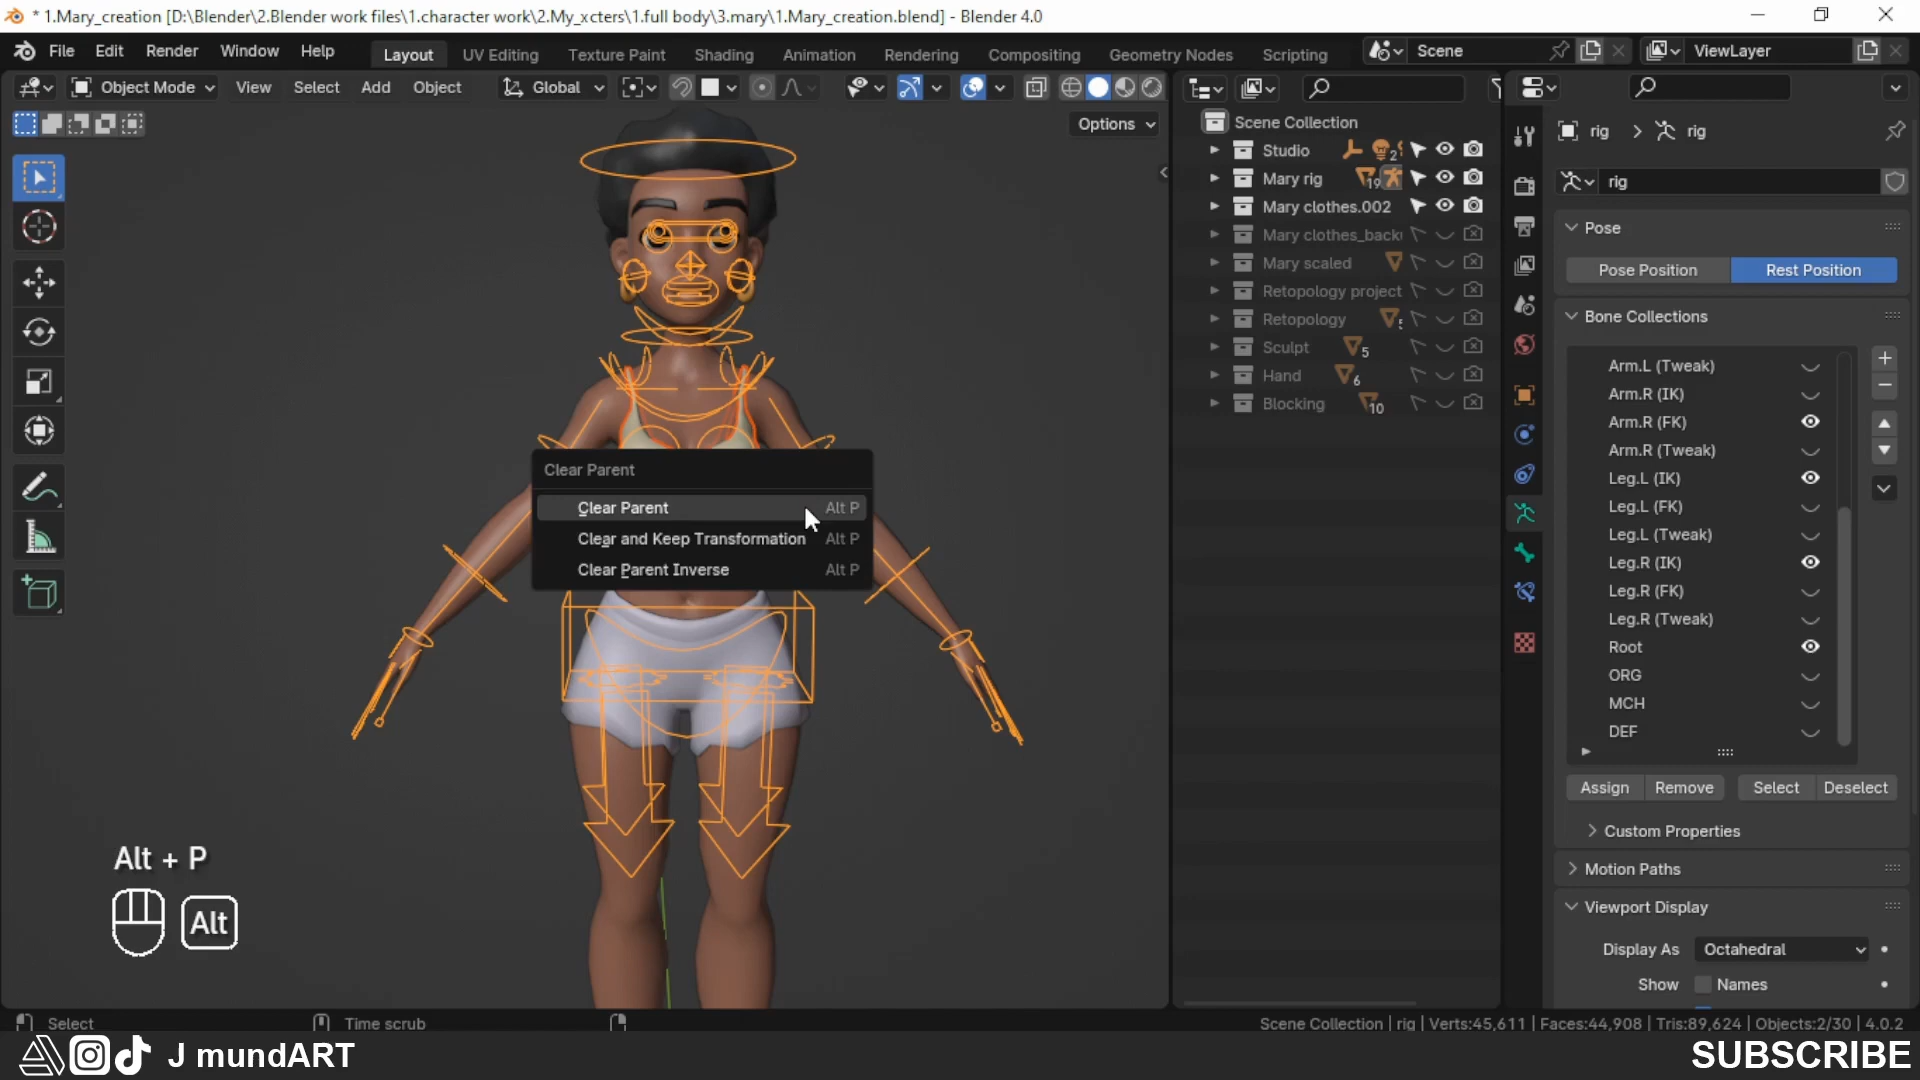 * 1.Mary_creation [D:\Blender\2.Blender work files\1.character work\2.My_xcters\1.full body\3.mary\1.Mary_creation.blend] - Blender 4.0
File Edit Render Window Help Layout UV Editing Texture Paint Shading Animation Rendering Compositing Geometry Nodes Scripting Scene ViewLayer
Object Mode View Select Add Object Global
Options
Scene Collection
Studio 2
Mary rig 19
Mary clothes.002
Mary clothes_back
Mary scaled
Retopology project
Retopology 5
Sculpt 5
Hand 6
Blocking 10
rig > rig
rig
Pose
Pose Position Rest Position
Bone Collections
Arm.L (Tweak)
Arm.R (IK)
Arm.R (FK)
Arm.R (Tweak)
Leg.L (IK)
Leg.L (FK)
Leg.L (Tweak)
Leg.R (IK)
Leg.R (FK)
Leg.R (Tweak)
Root
ORG
MCH
DEF
Assign Remove Select Deselect
Custom Properties
Motion Paths
Viewport Display
Display As Octahedral
Show Names
Clear Parent
Clear Parent Alt P
Clear and Keep Transformation Alt P
Clear Parent Inverse Alt P
Alt + P
Alt
Select Time scrub Scene Collection | rig | Verts:45,611 | Faces:44,908 | Tris:89,624 | Objects:2/30 | 4.0.2
J mundART SUBSCRIBE